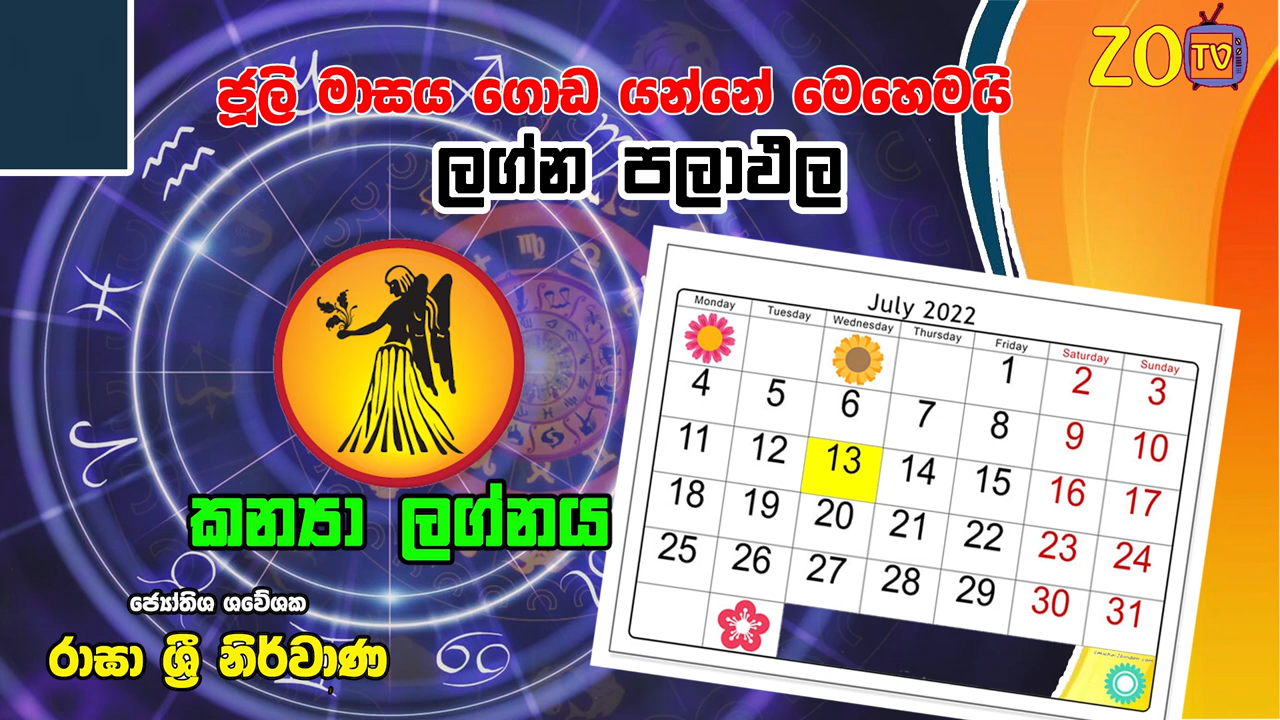 ZO TV
ජූලි මාසය ගොඩ යන්නේ මෙහෙමයි
ලග්න පලාඵල
කන්‍යා ලග්නය
ජ්‍යෝතිශ ගවේශක
රාසා ශ්‍රී නිර්වාණ
July 2022
Monday Tuesday Wednesday Thursday Friday Saturday Sunday
1 2 3
4 5 6 7 8 9 10
11 12 13 14 15 16 17
18 19 20 21 22 23 24
25 26 27 28 29 30 31